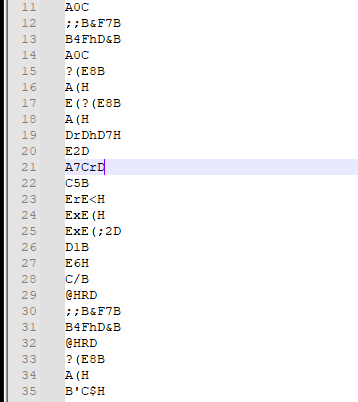 11 A0C
12 ;;B&F7B
13 B4FhD&B
14 A0C
15 ?(E8B
16 A(H
17 E(?(E8B
18 A(H
19 DrDhD7H
20 E2D
21 A7CrD
22 C5B
23 ErE<H
24 ExE(H
25 ExE(;2D
26 D1B
27 E6H
28 C/B
29 @HRD
30 ;;B&F7B
31 B4FhD&B
32 @HRD
33 ?(E8B
34 A(H
35 B'C$H